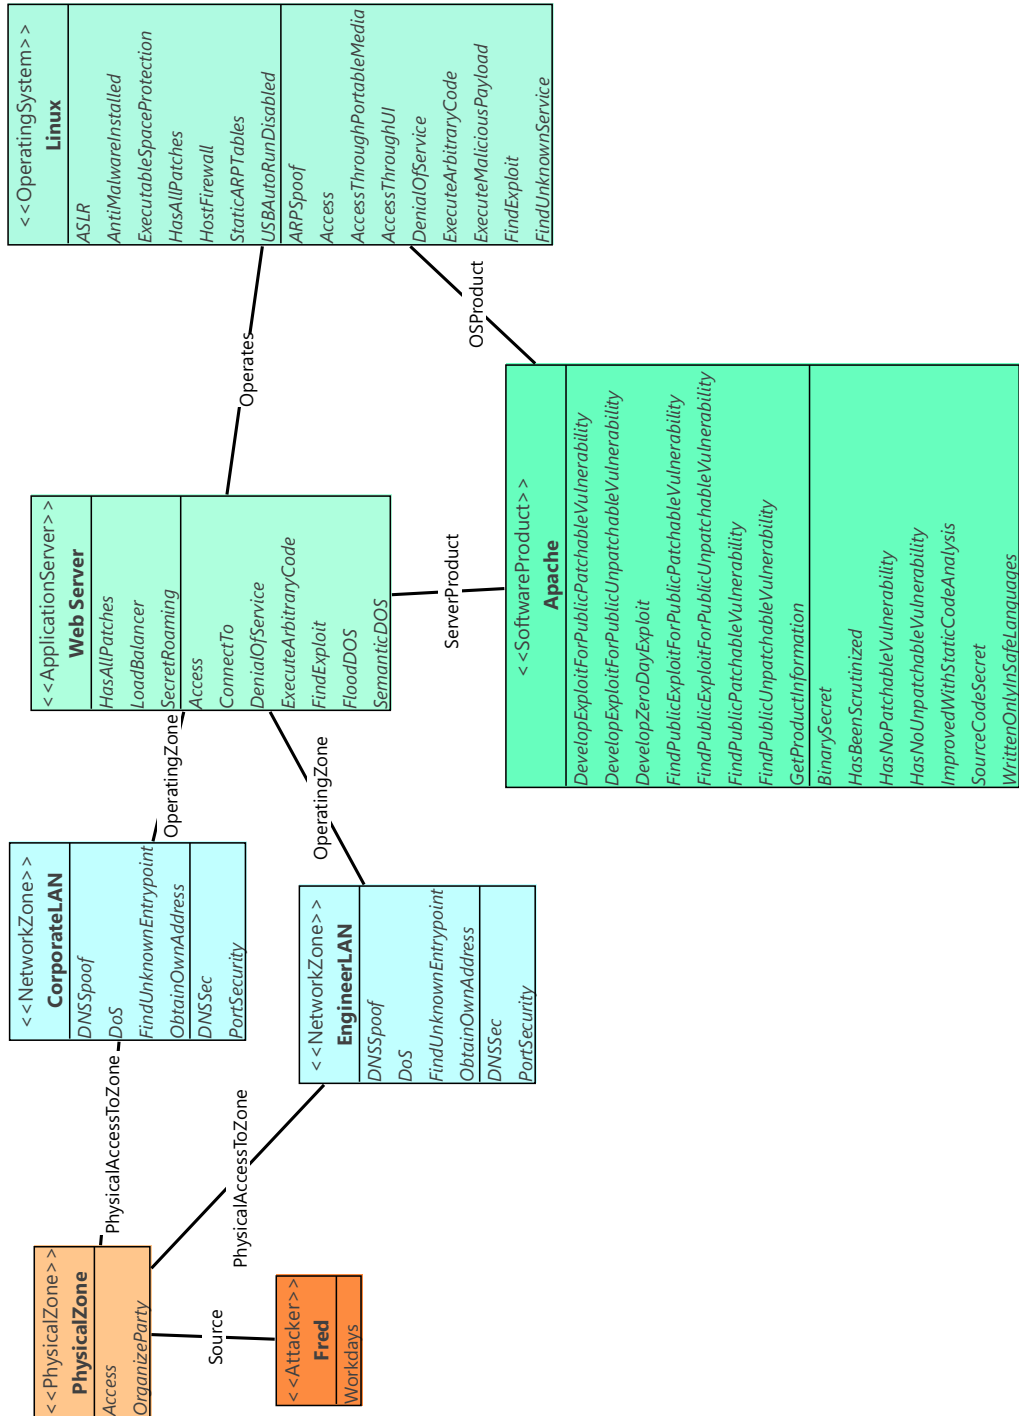 <<OperatingSystem>>
Linux
ASLR
AntiMalwareInstalled
ExecutableSpaceProtection
HasAllPatches
HostFirewall
StaticARPTables
USBAutoRunDisabled
ARPSpoof
Access
AccessThroughPortableMedia
AccessThroughUI
DenialOfService
ExecuteArbitraryCode
ExecuteMaliciousPayload
FindExploit
FindUnknownService
Operates
OSProduct
<<ApplicationServer>>
Web Server
HasAllPatches
LoadBalancer
SecretRoaming
Access
ConnectTo
DenialOfService
ExecuteArbitraryCode
FindExploit
FloodDOS
SemanticDOS
ServerProduct
<<SoftwareProduct>>
Apache
DevelopExploitForPublicPatchableVulnerability
DevelopExploitForPublicUnpatchableVulnerability
DevelopZeroDayExploit
FindPublicExploitForPublicPatchableVulnerability
FindPublicExploitForPublicUnpatchableVulnerability
FindPublicPatchableVulnerability
FindPublicUnpatchableVulnerability
GetProductInformation
BinarySecret
HasBeenScrutinized
HasNoPatchableVulnerability
HasNoUnpatchableVulnerability
ImprovedWithStaticCodeAnalysis
SourceCodeSecret
WrittenOnlyInSafeLanguages
OperatingZone
OperatingZone
<<NetworkZone>>
CorporateLAN
DNSSpoof
DoS
FindUnknownEntrypoint
ObtainOwnAddress
DNSSec
PortSecurity
<<NetworkZone>>
EngineerLAN
DNSSpoof
DoS
FindUnknownEntrypoint
ObtainOwnAddress
DNSSec
PortSecurity
PhysicalAccessToZone
PhysicalAccessToZone
<<PhysicalZone>>
PhysicalZone
Access
OrganizeParty
Source
<<Attacker>>
Fred
Workdays